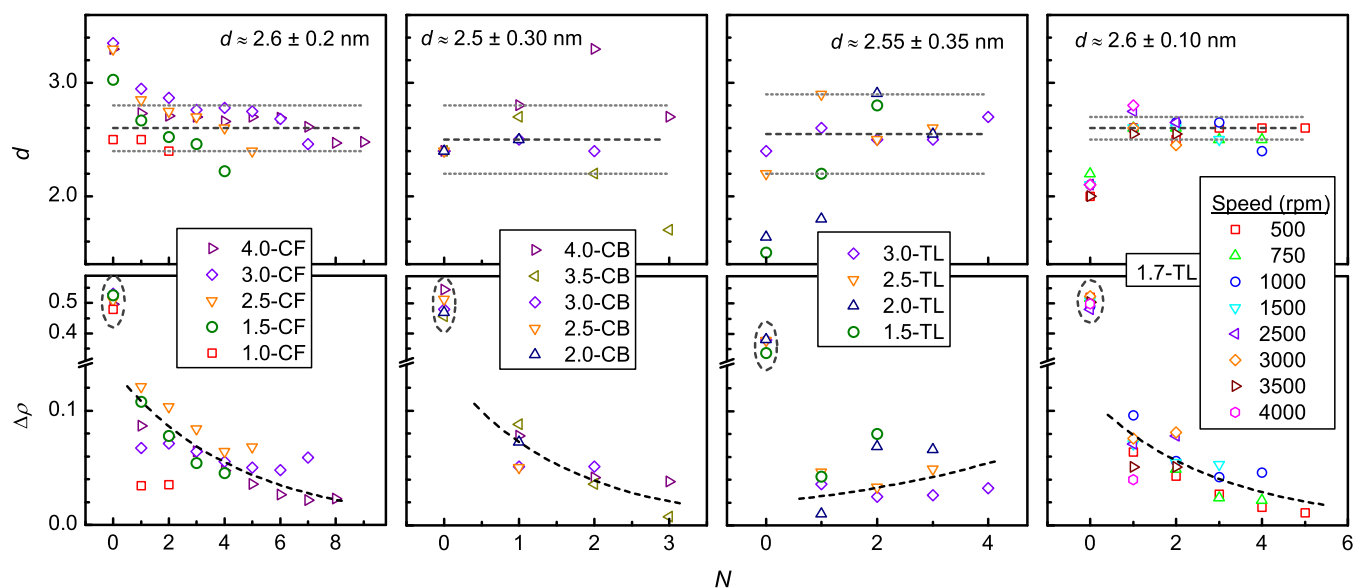 d ≈ 2.6 ± 0.2 nm
d ≈ 2.5 ± 0.30 nm
d ≈ 2.55 ± 0.35 nm
d ≈ 2.6 ± 0.10 nm
3.0
2.0
d
4.0-CF
3.0-CF
2.5-CF
1.5-CF
1.0-CF
4.0-CB
3.5-CB
3.0-CB
2.5-CB
2.0-CB
3.0-TL
2.5-TL
2.0-TL
1.5-TL
1.7-TL
Speed (rpm)
500
750
1000
1500
2500
3000
3500
4000
0.5
0.4
0.1
0.0
Δρ
0 2 4 6 8
0 1 2 3
0 2 4
0 2 4 6
N